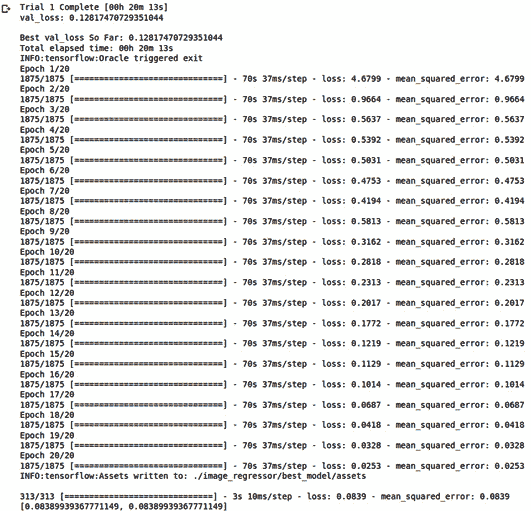 Trial 1 Complete [00h 20m 13s]
val_loss: 0.12817470729351044
Best val_loss So Far: 0.12817470729351044
Total elapsed time: 00h 20m 13s
INFO:tensorflow:Oracle triggered exit
Epoch 1/20
1875/1875 [==============================] - 70s 37ms/step - loss: 4.6799 - mean_squared_error: 4.6799
Epoch 2/20
1875/1875 [==============================] - 70s 37ms/step - loss: 0.9664 - mean_squared_error: 0.9664
Epoch 3/20
1875/1875 [==============================] - 70s 37ms/step - loss: 0.5637 - mean_squared_error: 0.5637
Epoch 4/20
1875/1875 [==============================] - 70s 37ms/step - loss: 0.5392 - mean_squared_error: 0.5392
Epoch 5/20
1875/1875 [==============================] - 70s 37ms/step - loss: 0.5031 - mean_squared_error: 0.5031
Epoch 6/20
1875/1875 [==============================] - 70s 37ms/step - loss: 0.4753 - mean_squared_error: 0.4753
Epoch 7/20
1875/1875 [==============================] - 70s 37ms/step - loss: 0.4194 - mean_squared_error: 0.4194
Epoch 8/20
1875/1875 [==============================] - 70s 37ms/step - loss: 0.5813 - mean_squared_error: 0.5813
Epoch 9/20
1875/1875 [==============================] - 70s 37ms/step - loss: 0.3162 - mean_squared_error: 0.3162
Epoch 10/20
1875/1875 [==============================] - 70s 37ms/step - loss: 0.2818 - mean_squared_error: 0.2818
Epoch 11/20
1875/1875 [==============================] - 70s 37ms/step - loss: 0.2313 - mean_squared_error: 0.2313
Epoch 12/20
1875/1875 [==============================] - 70s 37ms/step - loss: 0.2017 - mean_squared_error: 0.2017
Epoch 13/20
1875/1875 [==============================] - 70s 37ms/step - loss: 0.1772 - mean_squared_error: 0.1772
Epoch 14/20
1875/1875 [==============================] - 70s 37ms/step - loss: 0.1219 - mean_squared_error: 0.1219
Epoch 15/20
1875/1875 [==============================] - 70s 37ms/step - loss: 0.1129 - mean_squared_error: 0.1129
Epoch 16/20
1875/1875 [==============================] - 70s 37ms/step - loss: 0.1014 - mean_squared_error: 0.1014
Epoch 17/20
1875/1875 [==============================] - 70s 37ms/step - loss: 0.0687 - mean_squared_error: 0.0687
Epoch 18/20
1875/1875 [==============================] - 70s 37ms/step - loss: 0.0418 - mean_squared_error: 0.0418
Epoch 19/20
1875/1875 [==============================] - 70s 37ms/step - loss: 0.0328 - mean_squared_error: 0.0328
Epoch 20/20
1875/1875 [==============================] - 70s 37ms/step - loss: 0.0253 - mean_squared_error: 0.0253
INFO:tensorflow:Assets written to: ./image_regressor/best_model/assets
313/313 [==============================] - 3s 10ms/step - loss: 0.0839 - mean_squared_error: 0.0839
[0.08389939367771149, 0.08389939367771149]